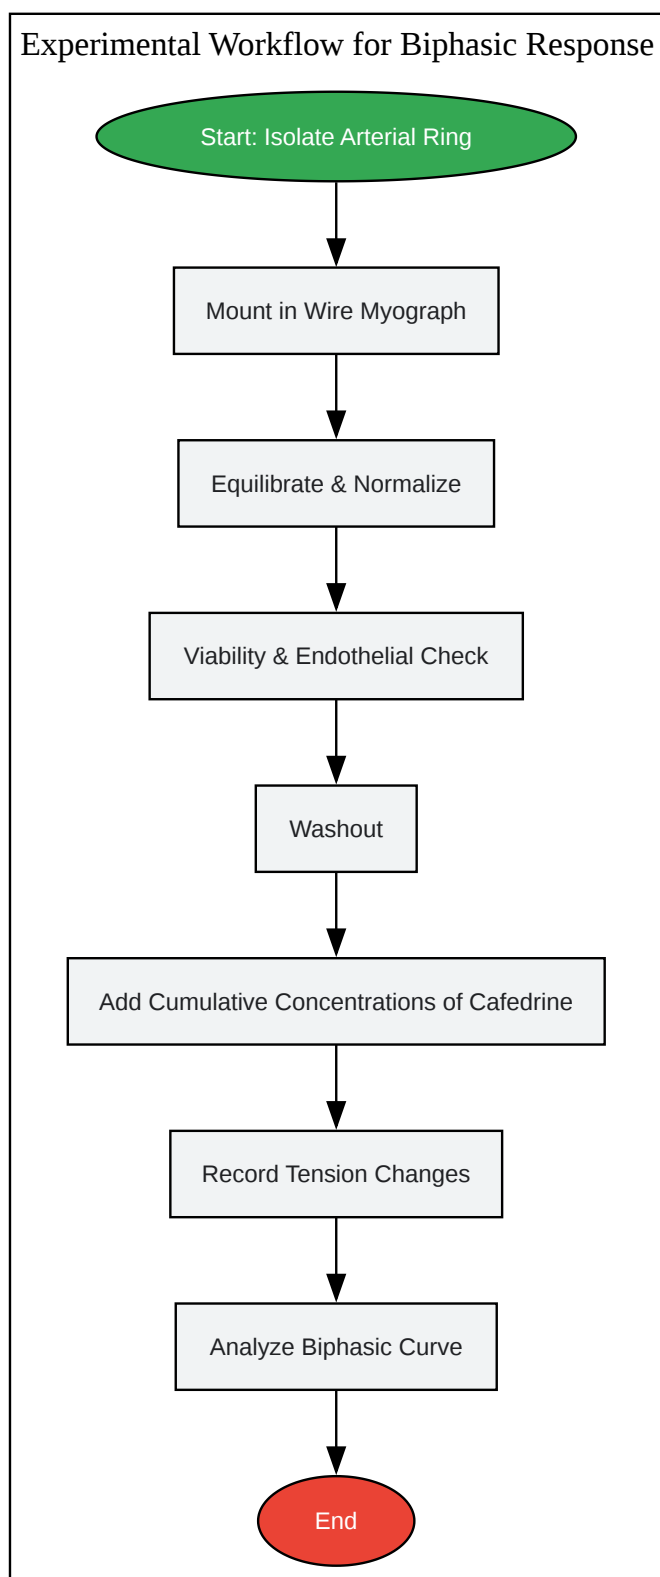 Experimental Workflow for Biphasic Response
Start: Isolate Arterial Ring
Mount in Wire Myograph
Equilibrate & Normalize
Viability & Endothelial Check
Washout
Add Cumulative Concentrations of Cafedrine
Record Tension Changes
Analyze Biphasic Curve
End